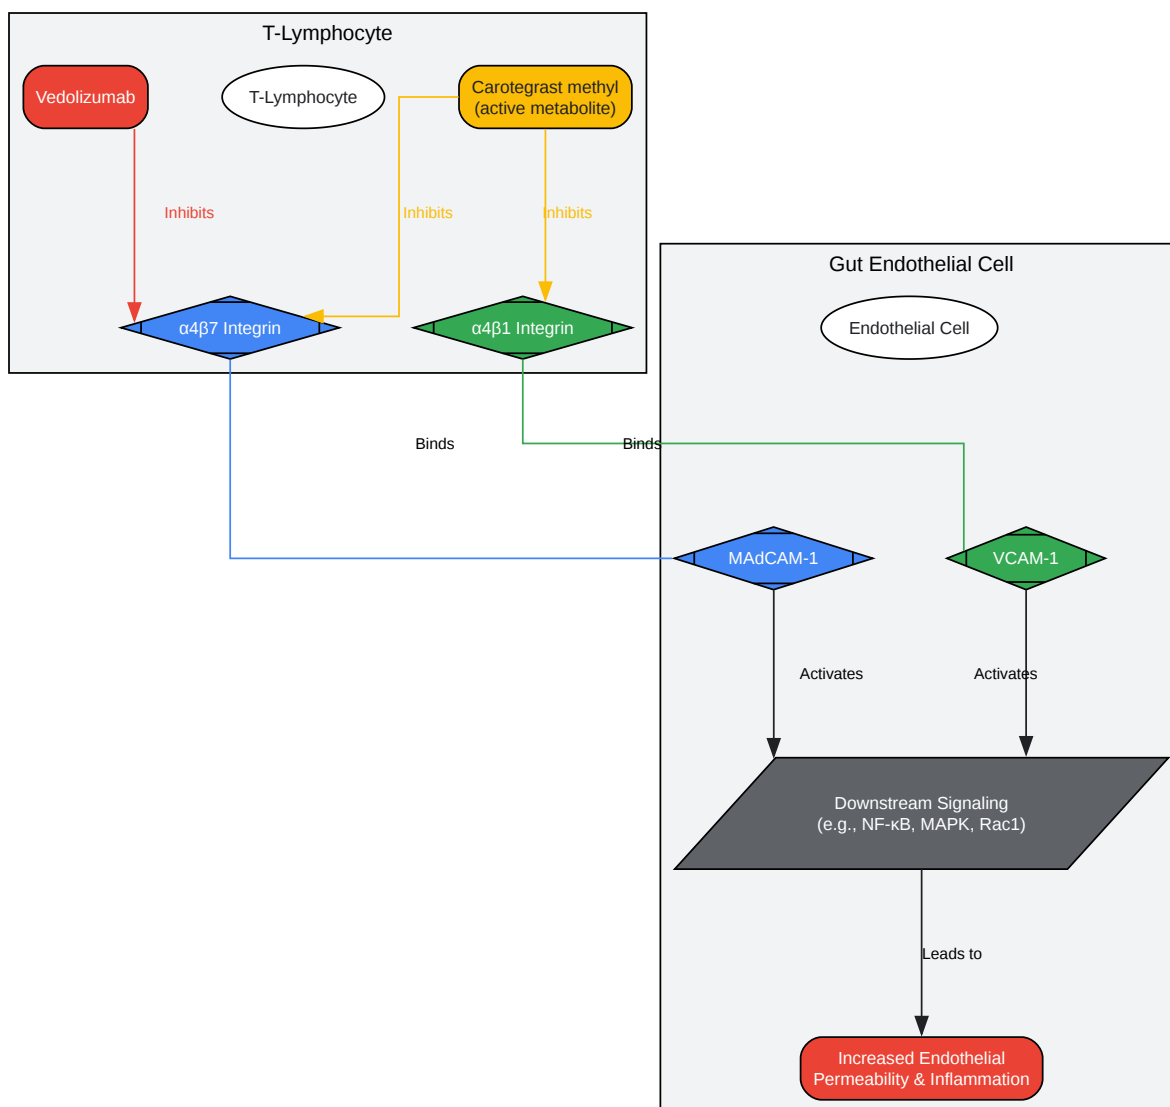 T-Lymphocyte
Vedolizumab
T-Lymphocyte
Carotegrast methyl
(active metabolite)
Inhibits
Inhibits
Inhibits
Gut Endothelial Cell
α4β7 Integrin
α4β1 Integrin
Endothelial Cell
Binds
Binds
MAdCAM-1
VCAM-1
Activates
Activates
Downstream Signaling
(e.g., NF-κB, MAPK, Rac1)
Leads to
Increased Endothelial
Permeability & Inflammation